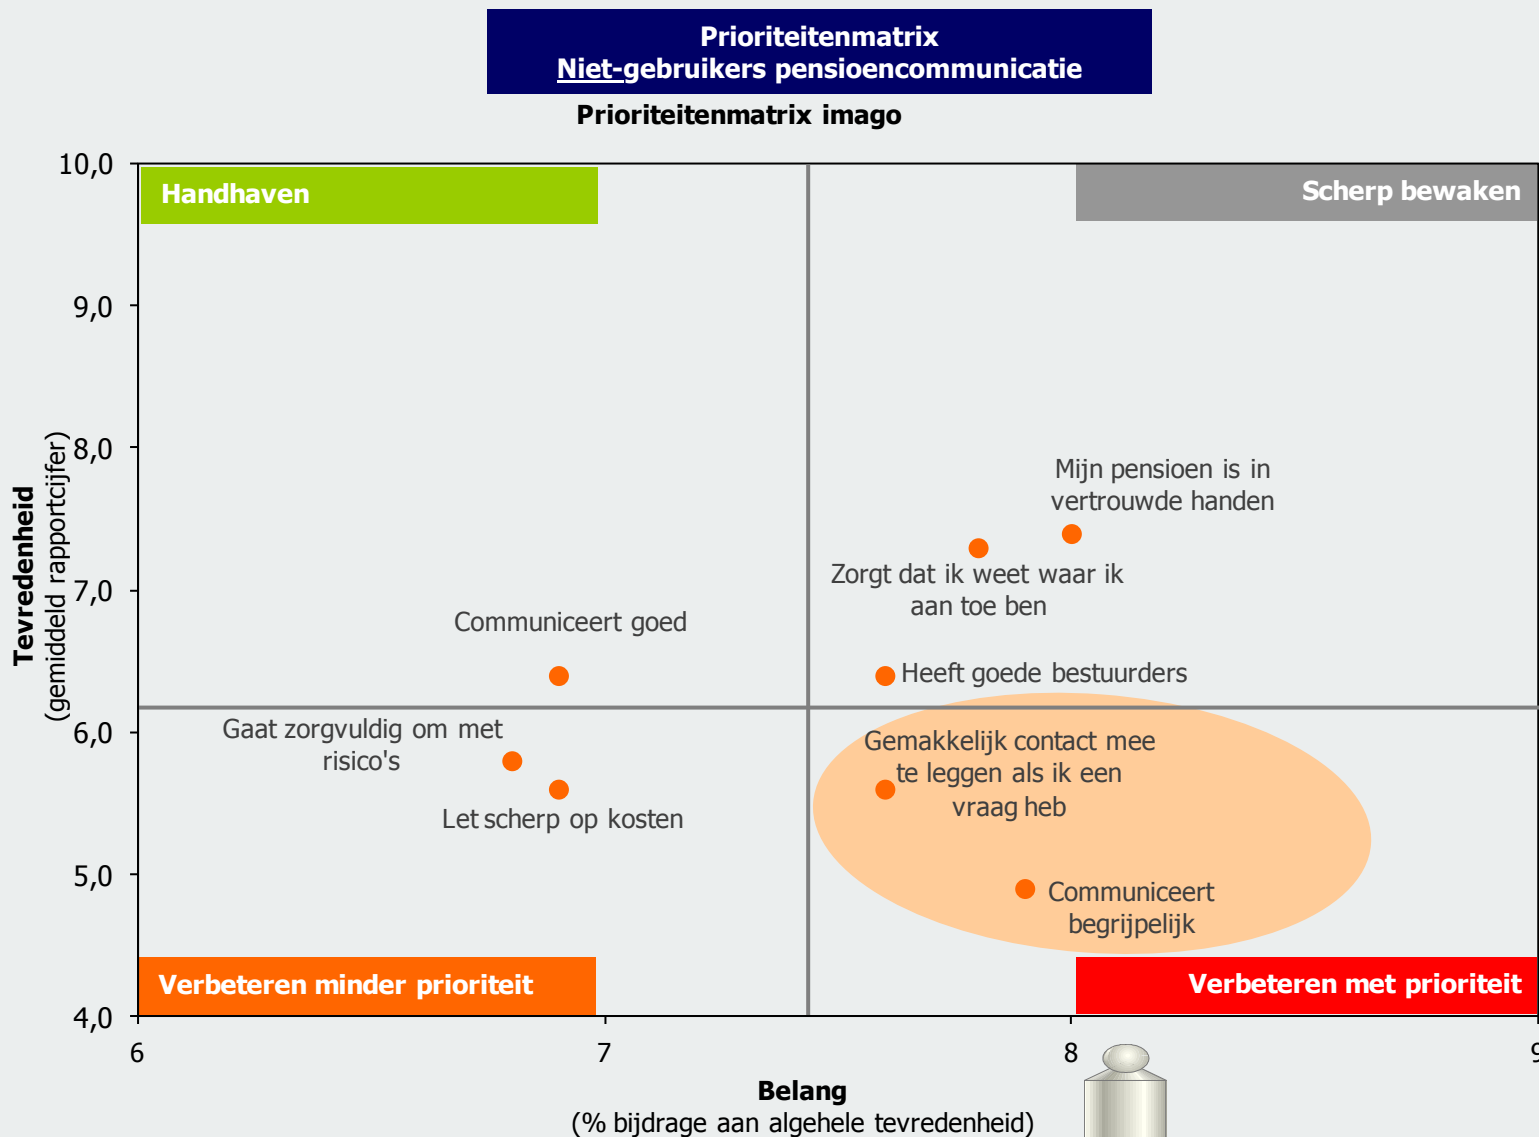 Prioriteitenmatrix
Niet-gebruikers pensioencommunicatie
Prioriteitenmatrix imago
10,0
9,0
8,0
7,0
6,0
5,0
4,0
Tevredenheid
(gemiddeld rapportcijfer)
Handhaven
Scherp bewaken
Mijn pensioen is in
vertrouwde handen
Zorgt dat ik weet waar ik
aan toe ben
Communiceert goed
Heeft goede bestuurders
Gaat zorgvuldig om met
risico's
Gemakkelijk contact mee
te leggen als ik een
vraag heb
Let scherp op kosten
Communiceert
begrijpelijk
Verbeteren minder prioriteit
Verbeteren met prioriteit
6
7
8
9
Belang
(% bijdrage aan algehele tevredenheid)